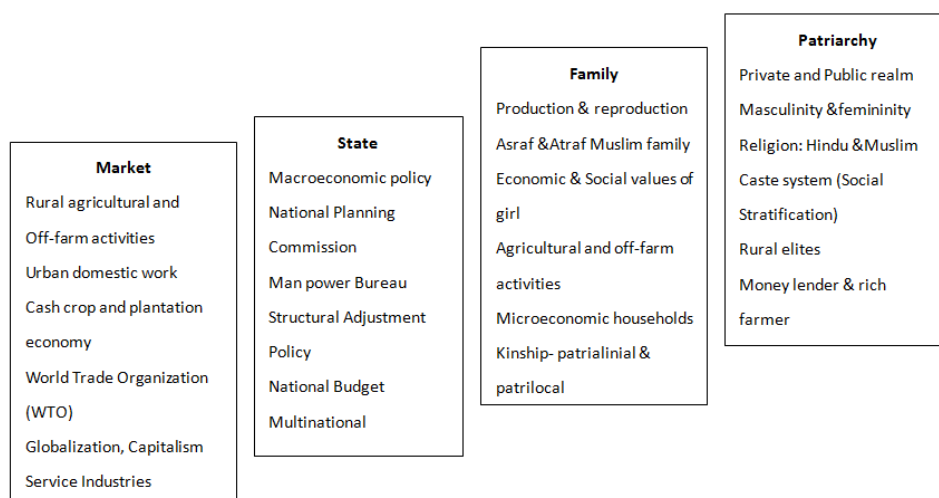 Market
Rural agricultural and
Off-farm activities
Urban domestic work
Cash crop and plantation
economy
World Trade Organization
(WTO)
Globalization, Capitalism
Service Industries
State
Macroeconomic policy
National Planning
Commission
Man power Bureau
Structural Adjustment
Policy
National Budget
Multinational
Family
Production & reproduction
Asraf &Atraf Muslim family
Economic & Social values of
girl
Agricultural and off-farm
activities
Microeconomic households
Kinship- patrialinial &
patrilocal
Patriarchy
Private and Public realm
Masculinity &femininity
Religion: Hindu &Muslim
Caste system (Social
Stratification)
Rural elites
Money lender & rich
farmer